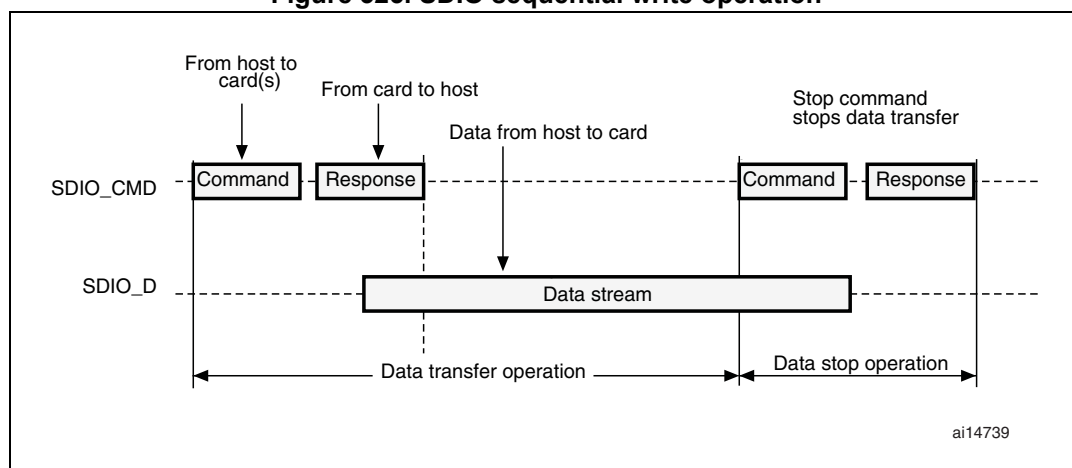 From host to
card(s)
From card to host
Data from host to card
Stop command
stops data transfer
SDIO_CMD
Command
Response
Command
Response
SDIO_D
Data stream
Data transfer operation
Data stop operation
ai14739